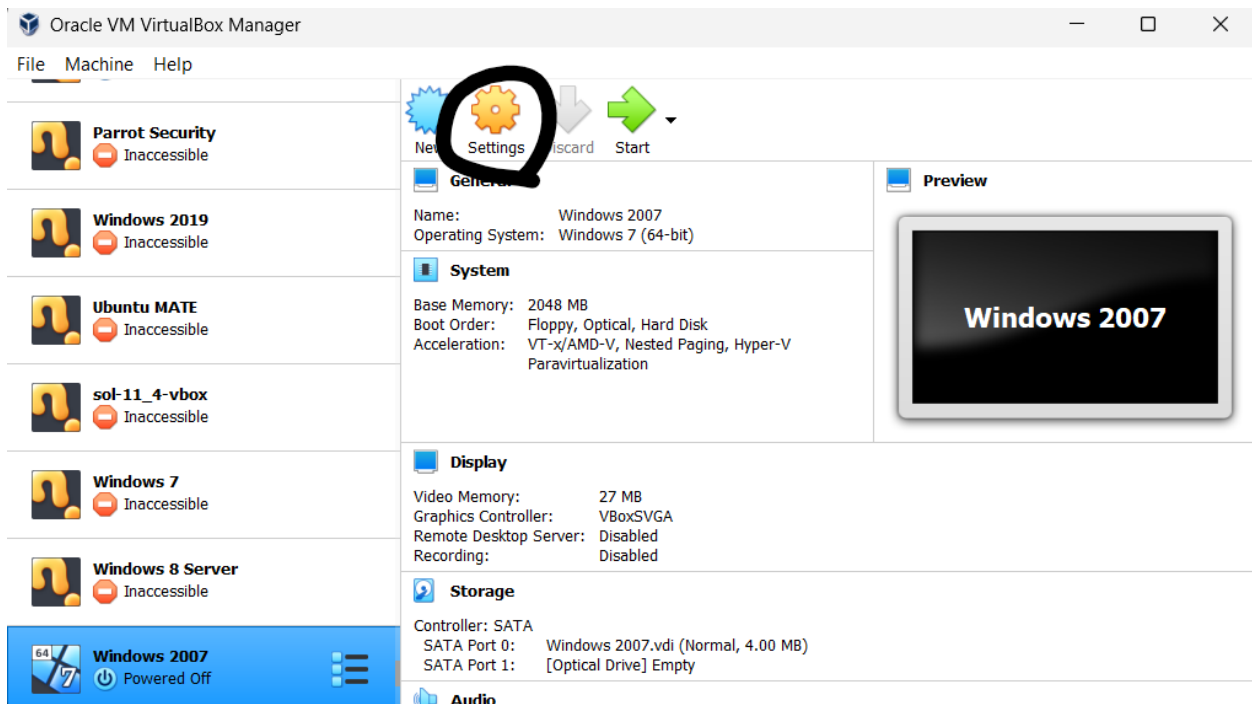 Oracle VM VirtualBox Manager
File Machine Help
Parrot Security
Inaccessible
Windows 2019
Inaccessible
Ubuntu MATE
Inaccessible
sol-11_4-vbox
Inaccessible
Windows 7
Inaccessible
Windows 8 Server
Inaccessible
64
7
Windows 2007
Powered Off
Settings Start
Name: Windows 2007
Operating System: Windows 7 (64-bit)
System
Base Memory: 2048 MB
Boot Order: Floppy, Optical, Hard Disk
Acceleration: VT-x/AMD-V, Nested Paging, Hyper-V
Paravirtualization
Preview
Windows 2007
Display
Video Memory: 27 MB
Graphics Controller: VBoxSVGA
Remote Desktop Server: Disabled
Recording: Disabled
Storage
Controller: SATA
SATA Port 0: Windows 2007.vdi (Normal, 4.00 MB)
SATA Port 1: [Optical Drive] Empty
Audio